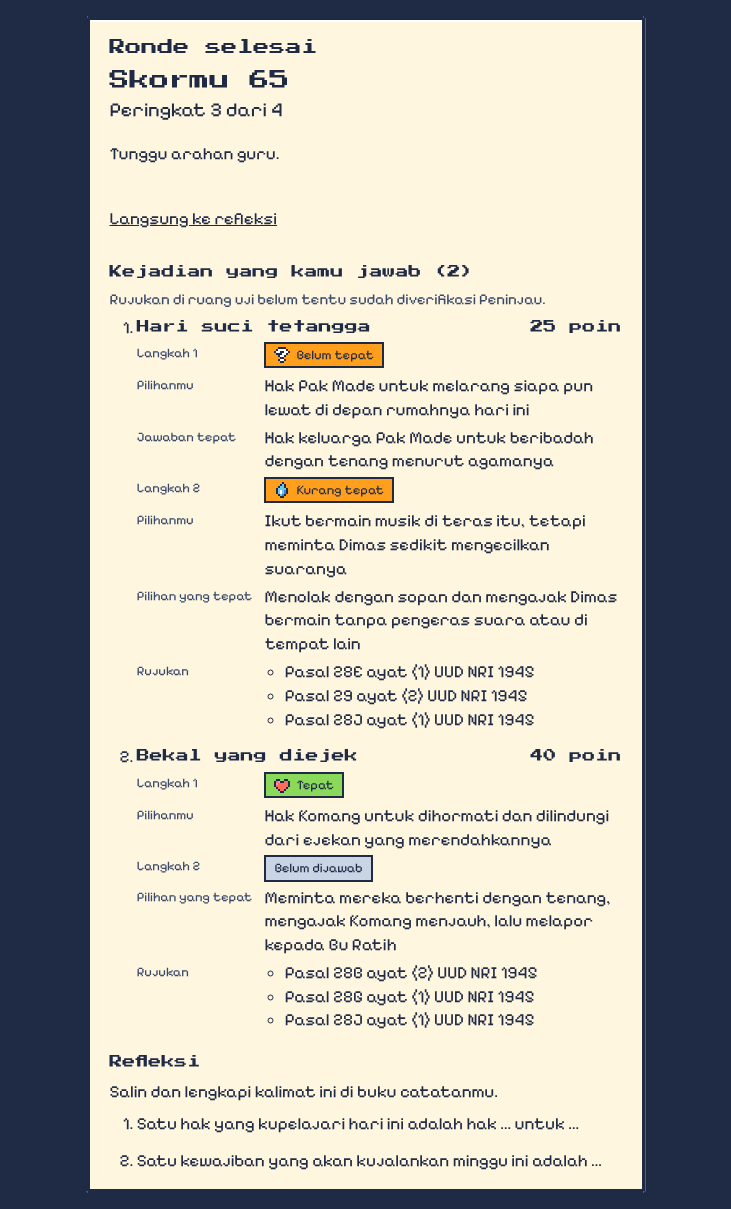 Ronde selesai
Skormu 65
Peringkat 3 dari 4
Tunggu arahan guru.
Langsung ke refleksi
Kejadian yang kamu jawab (2)
Rujukan di ruang uji belum tentu sudah diverifikasi Peninjau.
1. Hari suci tetangga 25 poin
Langkah 1 Belum tepat
Pilihanmu Hak Pak Made untuk melarang siapa pun
lewat di depan rumahnya hari ini
Jawaban tepat Hak keluarga Pak Made untuk beribadah
dengan tenang menurut agamanya
Langkah 2 Kurang tepat
Pilihanmu Ikut bermain musik di teras itu, tetapi
meminta Dimas sedikit mengecilkan
suaranya
Pilihan yang tepat Menolak dengan sopan dan mengajak Dimas
bermain tanpa pengeras suara atau di
tempat lain
Rujukan
Pasal 28E ayat (1) UUD NRI 1945
Pasal 29 ayat (2) UUD NRI 1945
Pasal 28J ayat (1) UUD NRI 1945
2. Bekal yang diejek 40 poin
Langkah 1 Tepat
Pilihanmu Hak Komang untuk dihormati dan dilindungi
dari ejekan yang merendahkannya
Langkah 2 Belum dijawab
Pilihan yang tepat Meminta mereka berhenti dengan tenang,
mengajak Komang menjauh, lalu melapor
kepada Bu Ratih
Rujukan
Pasal 28B ayat (2) UUD NRI 1945
Pasal 28G ayat (1) UUD NRI 1945
Pasal 28J ayat (1) UUD NRI 1945
Refleksi
Salin dan lengkapi kalimat ini di buku catatanmu.
1. Satu hak yang kupelajari hari ini adalah hak ... untuk ...
2. Satu kewajiban yang akan kujalankan minggu ini adalah ...